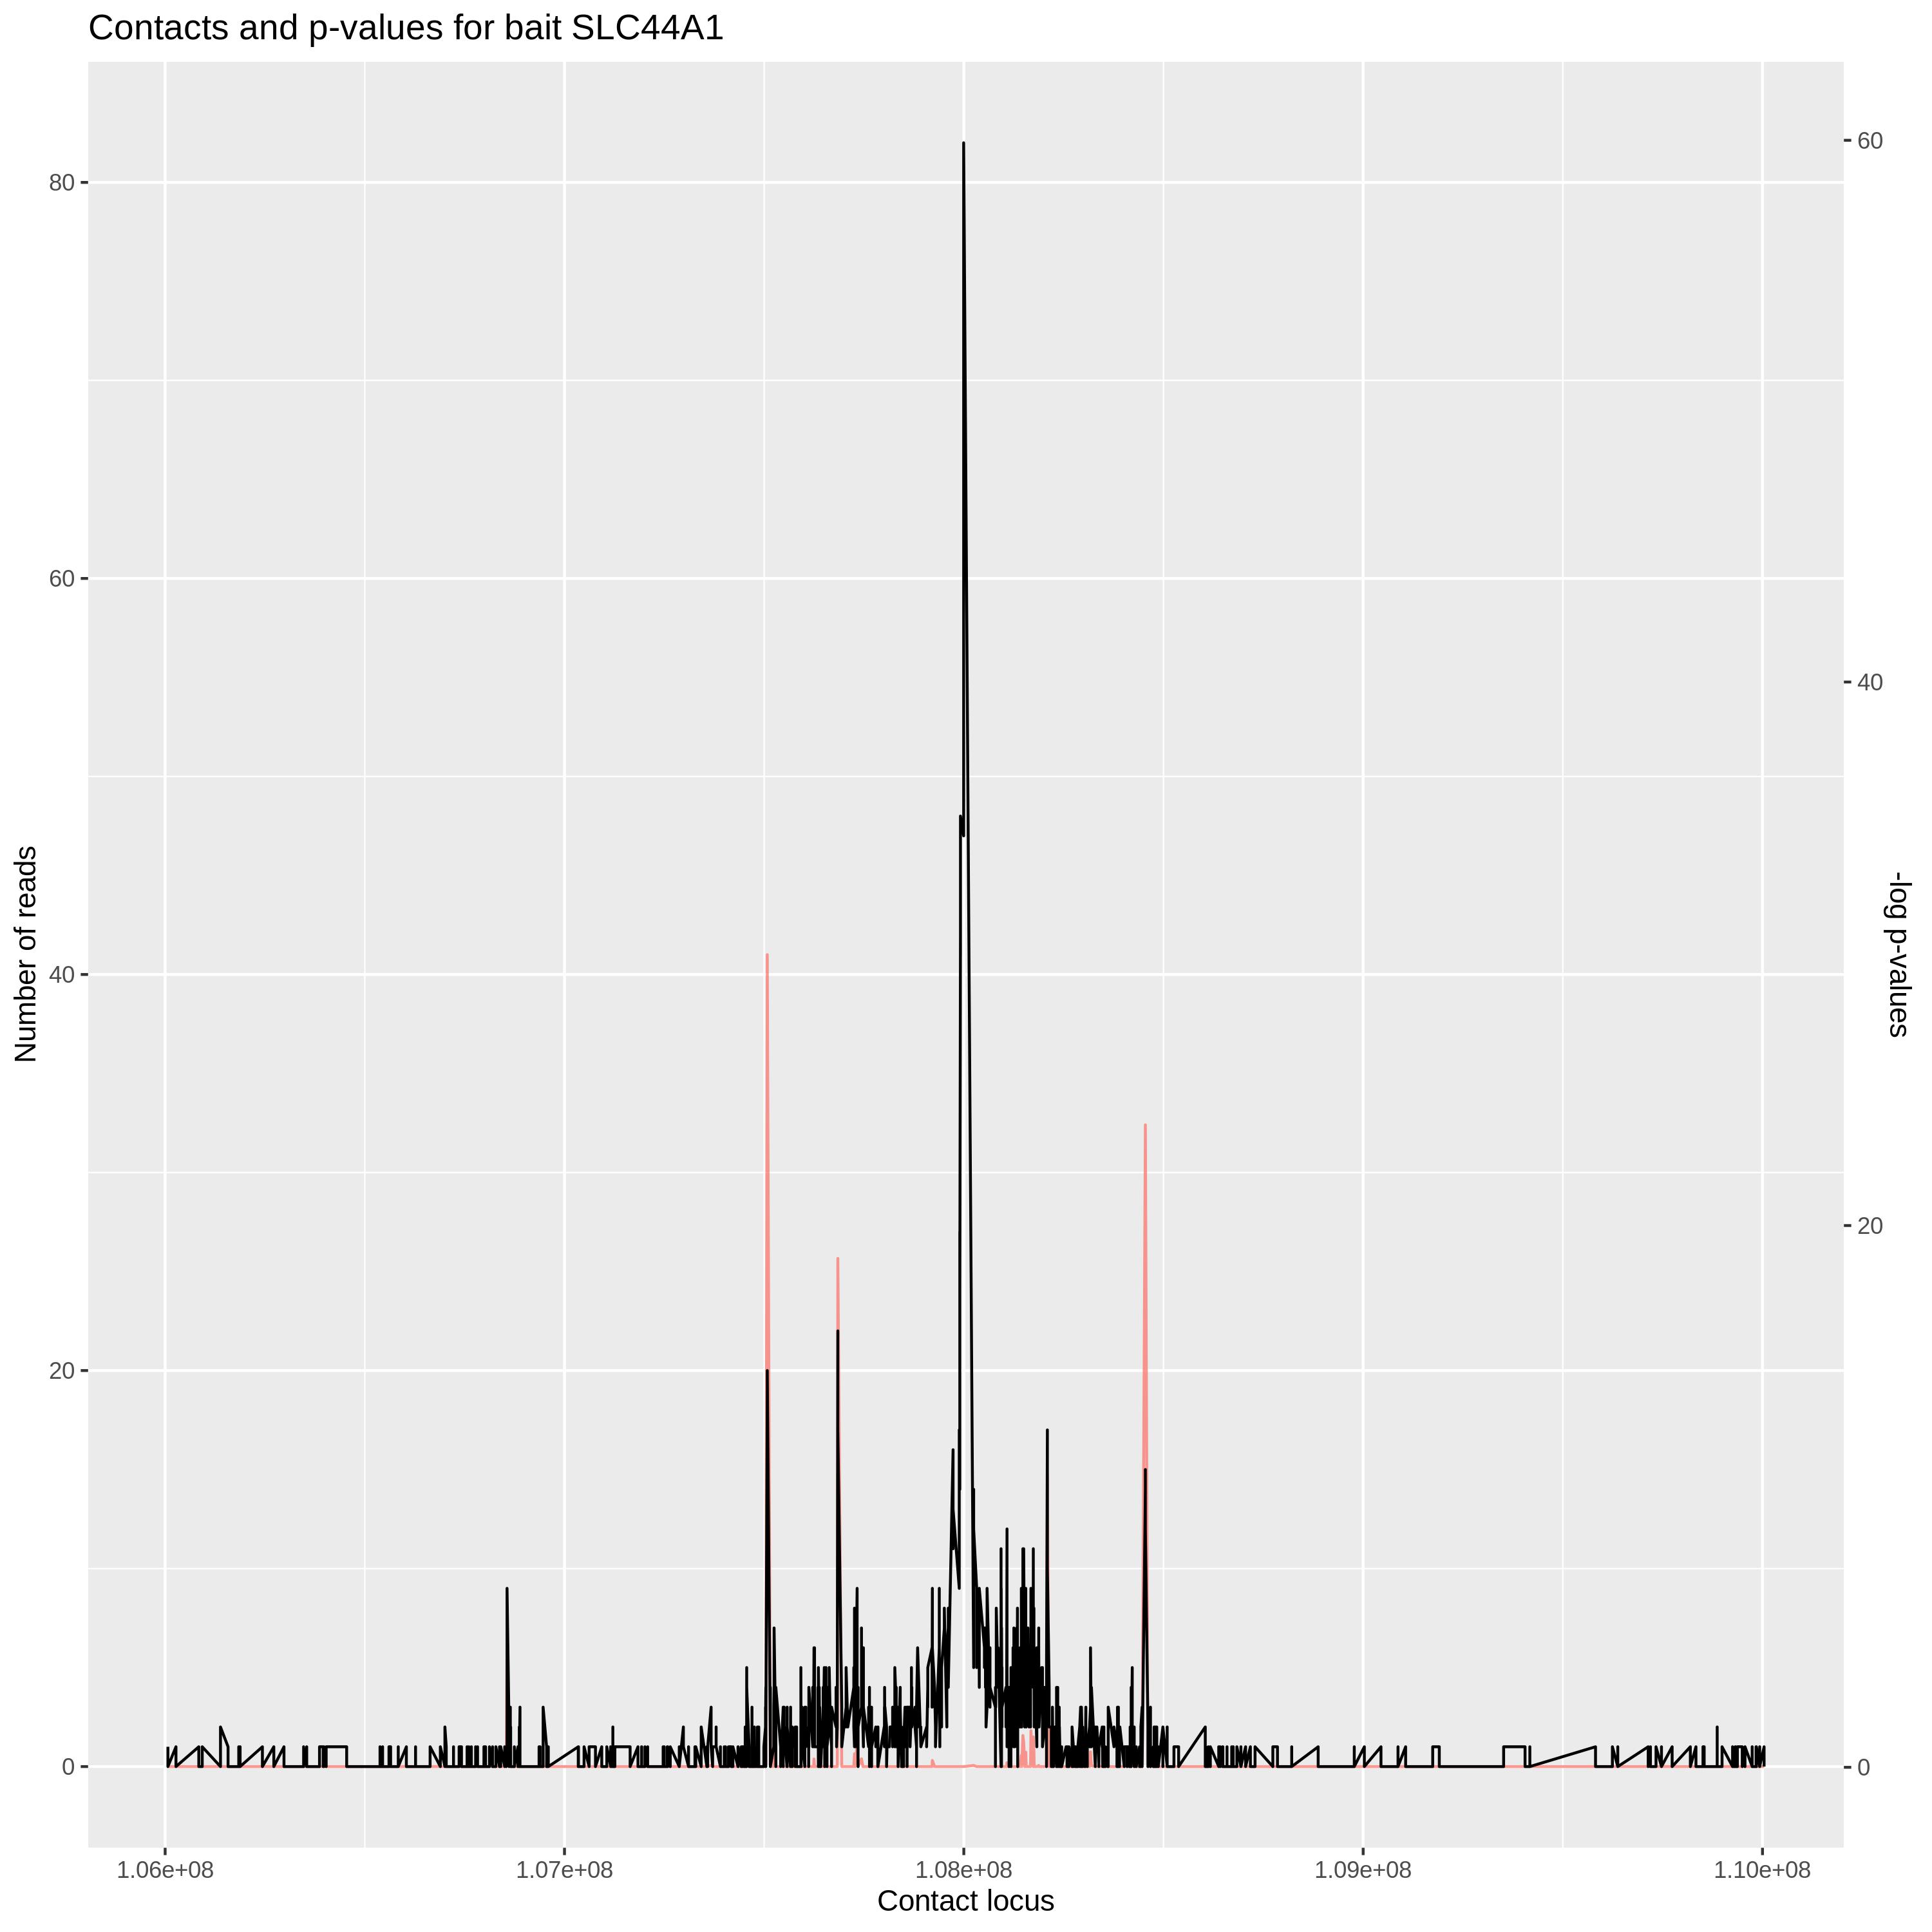 Contacts and p-values for bait SLC44A1
80
60
40
20
0
60
40
20
0
Number of reads
-log p-values
1.06e+08
1.07e+08
1.08e+08
1.09e+08
1.10e+08
Contact locus